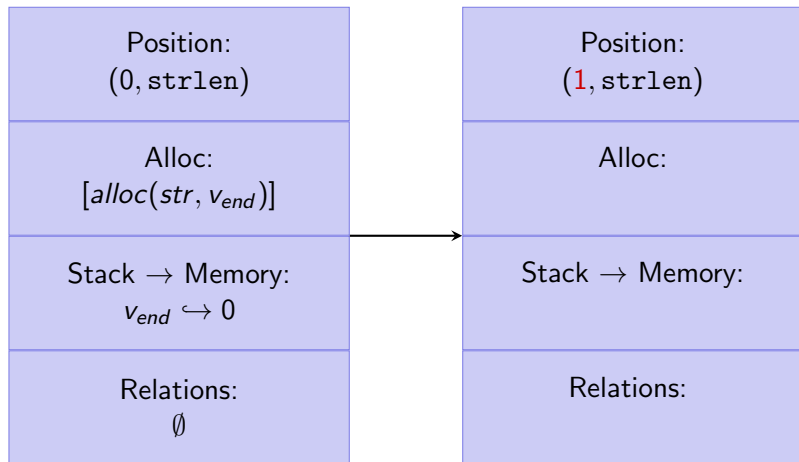 Position:
(0, strlen)
Alloc:
[alloc(str, v_end)]
Stack → Memory:
v_end ↪ 0
Relations:
∅
Position:
(1, strlen)
Alloc:
Stack → Memory:
Relations: